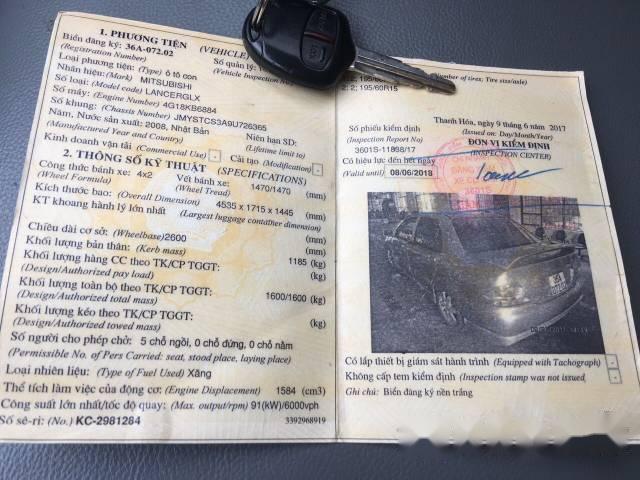 1. PHƯƠNG TIỆN (VEHICLE)
Biển đăng ký: 36A-072.02
(Registration Number)
Số quản lý:
(Vehicle Inspection No.)
Loại phương tiện: (Type) ô tô con
Nhãn hiệu: (Mark) MITSUBISHI
Số loại: (Model code) LANCERGLX
Số máy: (Engine Number) 4G18KB6884
Số khung: (Chassis Number) JMYSTCS3A9U726365
Năm, Nước sản xuất: 2008, Nhật Bản
(Manufactured Year and Country)
Niên hạn SD:
(Lifetime limit to)
Kinh doanh vận tải (Commercial Use) -
Cải tạo (Modification) -
2. THÔNG SỐ KỸ THUẬT (SPECIFICATIONS)
Công thức bánh xe: 4x2
(Wheel Formula)
Vết bánh xe: 1470/1470 (mm)
(Wheel Tread)
Kích thước bao: (Overall Dimension) 4535 x 1715 x 1445 (mm)
KT khoang hành lý lớn nhất (Largest luggage container dimension)
(mm)
Chiều dài cơ sở: (Wheelbase) 2600 (mm)
Khối lượng bản thân: (Kerb mass) 1185 (kg)
Khối lượng hàng CC theo TK/CP TGGT: (kg)
(Design/Authorized pay load)
Khối lượng toàn bộ theo TK/CP TGGT: 1600/1600 (kg)
(Design/Authorized total mass)
Khối lượng kéo theo TK/CP TGGT: (kg)
(Design/Authorized towed mass)
Số người cho phép chở: 5 chỗ ngồi, 0 chỗ đứng, 0 chỗ nằm
(Permissible No. of Pers Carried: seat, stood place, laying place)
Loại nhiên liệu: (Type of Fuel Used) Xăng
Thể tích làm việc của động cơ: (Engine Displacement) 1584 (cm3)
Công suất lớn nhất/tốc độ quay: (Max. output/rpm) 91(kW)/6000vph
Số sê-ri: (No.) KC-2981284
3392968919
Number of tires: Tire size/axle)
2; 195/60R15
Thanh Hóa, ngày 9 tháng 6 năm 2017
(Issued on: Day/Month/Year)
Số phiếu kiểm định
(Inspection Report No)
3601S-11898/17
ĐƠN VỊ KIỂM ĐỊNH
(INSPECTION CENTER)
Có hiệu lực đến hết ngày
(Valid until) 08/06/2018
3601S
Có lắp thiết bị giám sát hành trình (Equipped with Tachograph) -
Không cấp tem kiểm định (Inspection stamp was not issued) -
Ghi chú: Biển đăng ký nền trắng